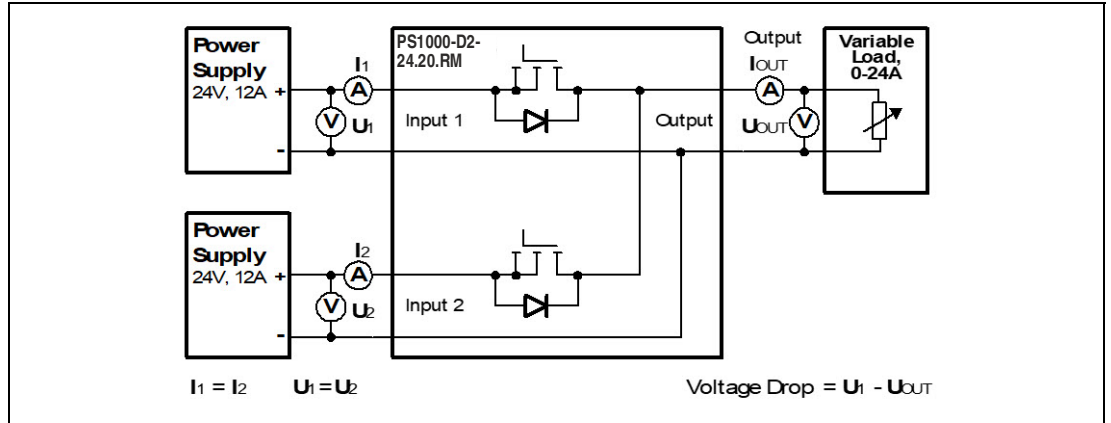 Power
Supply
24V, 12A +
-
I1
A
V
U1
PS1000-D2-
24.20.RM
Input 1
Output
Output
IOUT
A
UOUT
V
Variable
Load,
0-24A
Power
Supply
24V, 12A +
-
I2
A
V
U2
Input 2
I1 = I2
U1 = U2
Voltage Drop = U1 - UOUT